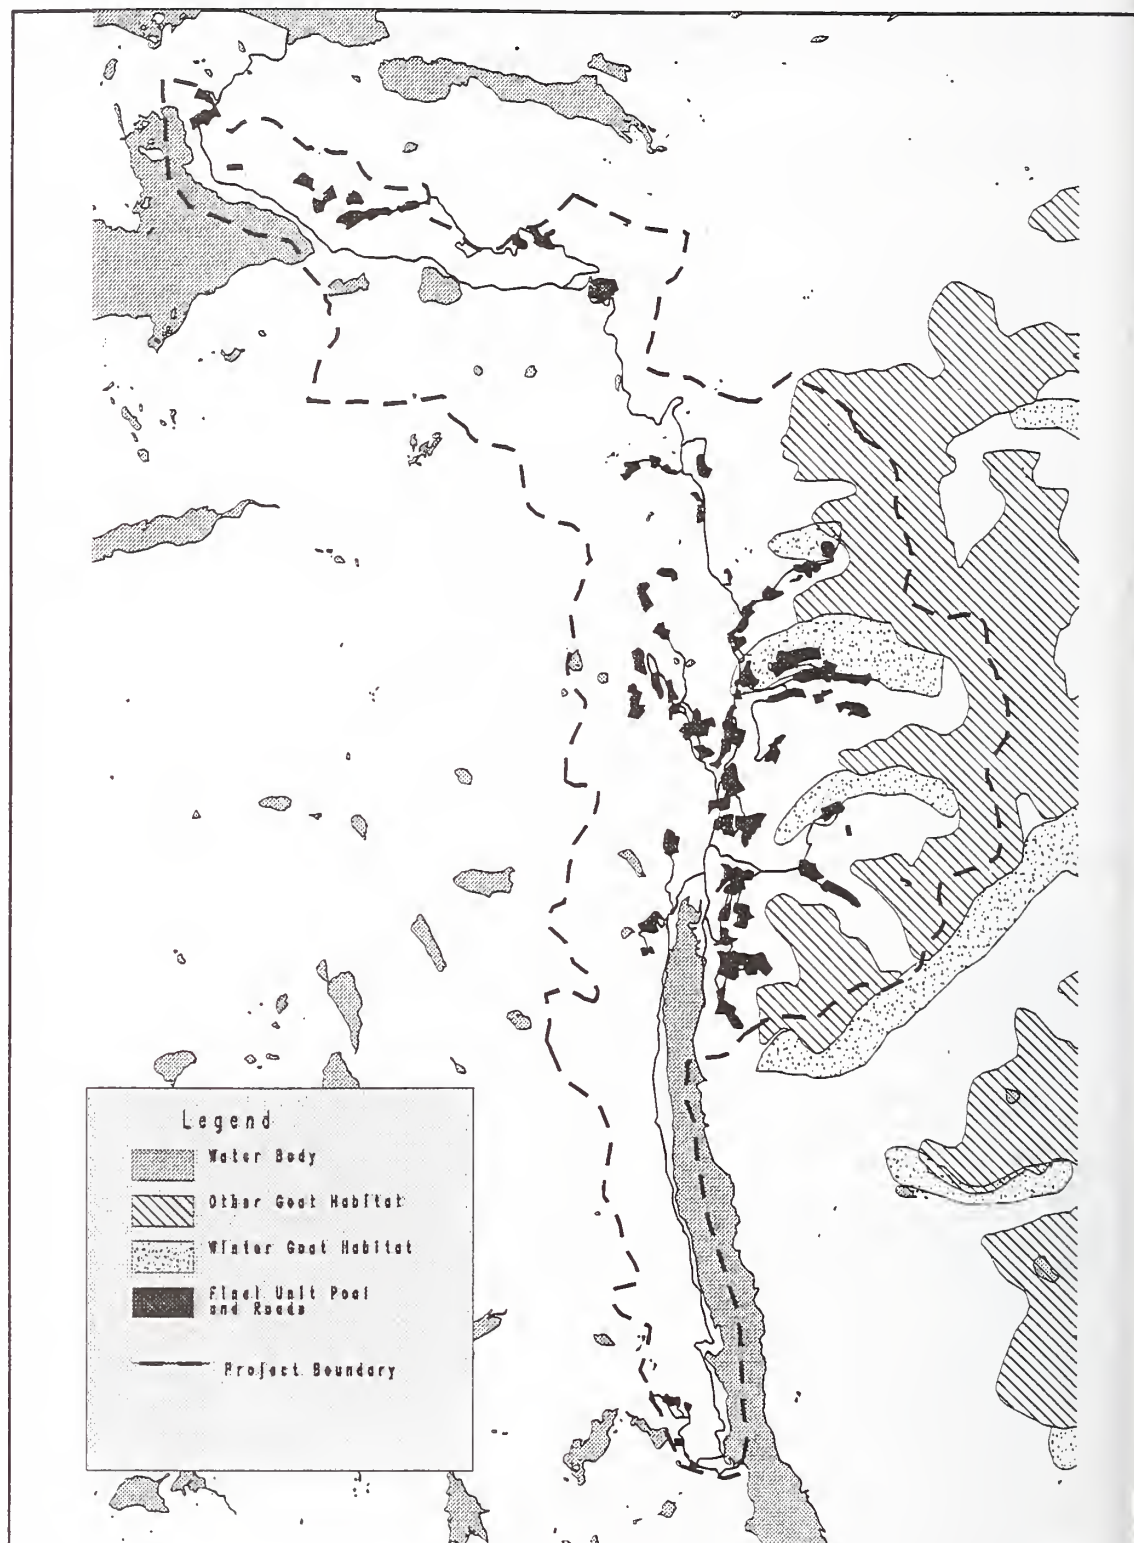 Legend
Water Body
Other Goat Habitat
Winter Goat Habitat
Final Unit Pool
and Roads
Project Boundary